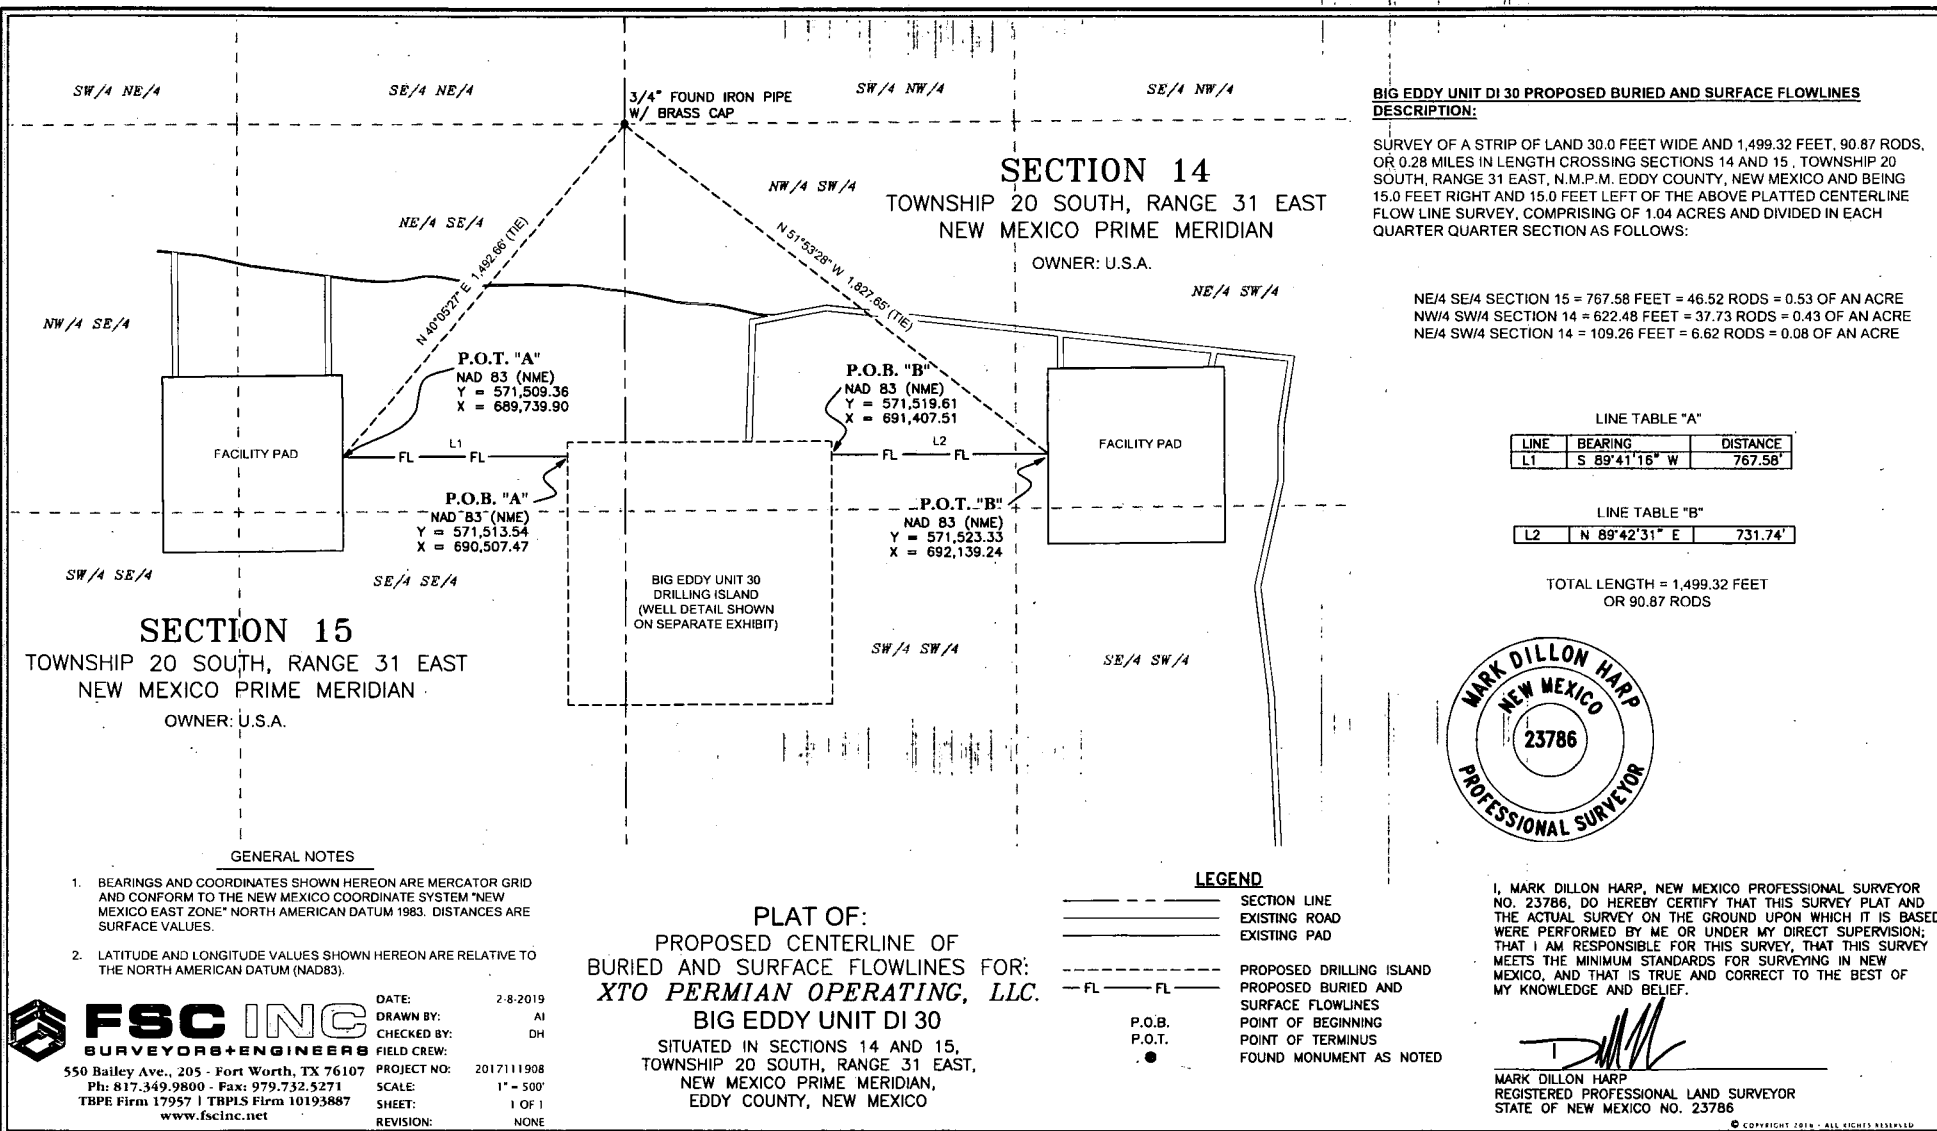 SW/4 NE/4
SE/4 NE/4
SW/4 NW/4
SE/4 NW/4
3/4" FOUND IRON PIPE
W/ BRASS CAP
SECTION 14
TOWNSHIP 20 SOUTH, RANGE 31 EAST
NEW MEXICO PRIME MERIDIAN
OWNER: U.S.A.
NW/4 SW/4
NE/4 SE/4
NE/4 SW/4
NW/4 SE/4
N 40°05'27" E 1,492.66' (TIE)
N 51°53'28" W 1,827.65' (TIE)
P.O.T. "A"
NAD 83 (NME)
Y = 571,509.36
X = 689,739.90
P.O.B. "B"
NAD 83 (NME)
Y = 571,519.61
X = 691,407.51
FACILITY PAD
L1
FL FL
L2
FL FL
FACILITY PAD
P.O.B. "A"
NAD 83 (NME)
Y = 571,513.54
X = 690,507.47
P.O.T. "B"
NAD 83 (NME)
Y = 571,523.33
X = 692,139.24
SW/4 SE/4
SE/4 SE/4
BIG EDDY UNIT 30
DRILLING ISLAND
(WELL DETAIL SHOWN
ON SEPARATE EXHIBIT)
SW/4 SW/4
SE/4 SW/4
SECTION 15
TOWNSHIP 20 SOUTH, RANGE 31 EAST
NEW MEXICO PRIME MERIDIAN
OWNER: U.S.A.
BIG EDDY UNIT DI 30 PROPOSED BURIED AND SURFACE FLOWLINES
DESCRIPTION:
SURVEY OF A STRIP OF LAND 30.0 FEET WIDE AND 1,499.32 FEET, 90.87 RODS,
OR 0.28 MILES IN LENGTH CROSSING SECTIONS 14 AND 15, TOWNSHIP 20
SOUTH, RANGE 31 EAST, N.M.P.M. EDDY COUNTY, NEW MEXICO AND BEING
15.0 FEET RIGHT AND 15.0 FEET LEFT OF THE ABOVE PLATTED CENTERLINE
FLOW LINE SURVEY, COMPRISING OF 1.04 ACRES AND DIVIDED IN EACH
QUARTER QUARTER SECTION AS FOLLOWS:
NE/4 SE/4 SECTION 15 = 767.58 FEET = 46.52 RODS = 0.53 OF AN ACRE
NW/4 SW/4 SECTION 14 = 622.48 FEET = 37.73 RODS = 0.43 OF AN ACRE
NE/4 SW/4 SECTION 14 = 109.26 FEET = 6.62 RODS = 0.08 OF AN ACRE
LINE TABLE "A"
LINE BEARING DISTANCE
L1 S 89°41'16" W 767.58'
LINE TABLE "B"
L2 N 89°42'31" E 731.74'
TOTAL LENGTH = 1,499.32 FEET
OR 90.87 RODS
MARK DILLON HARP
NEW MEXICO
23786
PROFESSIONAL SURVEYOR
GENERAL NOTES
1. BEARINGS AND COORDINATES SHOWN HEREON ARE MERCATOR GRID
AND CONFORM TO THE NEW MEXICO COORDINATE SYSTEM "NEW
MEXICO EAST ZONE" NORTH AMERICAN DATUM 1983. DISTANCES ARE
SURFACE VALUES.
2. LATITUDE AND LONGITUDE VALUES SHOWN HEREON ARE RELATIVE TO
THE NORTH AMERICAN DATUM (NAD83).
FSC INC
SURVEYORS+ENGINEERS
550 Bailey Ave., 205 - Fort Worth, TX 76107
Ph: 817.349.9800 - Fax: 979.732.5271
TBPE Firm 17957 | TBPLS Firm 10193887
www.fscinc.net
DATE: 2-8-2019
DRAWN BY: AI
CHECKED BY: DH
FIELD CREW:
PROJECT NO: 2017111908
SCALE: 1" = 500'
SHEET: 1 OF 1
REVISION: NONE
PLAT OF:
PROPOSED CENTERLINE OF
BURIED AND SURFACE FLOWLINES FOR:
XTO PERMIAN OPERATING, LLC.
BIG EDDY UNIT DI 30
SITUATED IN SECTIONS 14 AND 15,
TOWNSHIP 20 SOUTH, RANGE 31 EAST,
NEW MEXICO PRIME MERIDIAN,
EDDY COUNTY, NEW MEXICO
LEGEND
SECTION LINE
EXISTING ROAD
EXISTING PAD
PROPOSED DRILLING ISLAND
FL FL PROPOSED BURIED AND
SURFACE FLOWLINES
P.O.B. POINT OF BEGINNING
P.O.T. POINT OF TERMINUS
FOUND MONUMENT AS NOTED
I, MARK DILLON HARP, NEW MEXICO PROFESSIONAL SURVEYOR
NO. 23786, DO HEREBY CERTIFY THAT THIS SURVEY PLAT AND
THE ACTUAL SURVEY ON THE GROUND UPON WHICH IT IS BASED
WERE PERFORMED BY ME OR UNDER MY DIRECT SUPERVISION;
THAT I AM RESPONSIBLE FOR THIS SURVEY, THAT THIS SURVEY
MEETS THE MINIMUM STANDARDS FOR SURVEYING IN NEW
MEXICO, AND THAT IS TRUE AND CORRECT TO THE BEST OF
MY KNOWLEDGE AND BELIEF.
MARK DILLON HARP
REGISTERED PROFESSIONAL LAND SURVEYOR
STATE OF NEW MEXICO NO. 23786
ALL RIGHTS RESERVED